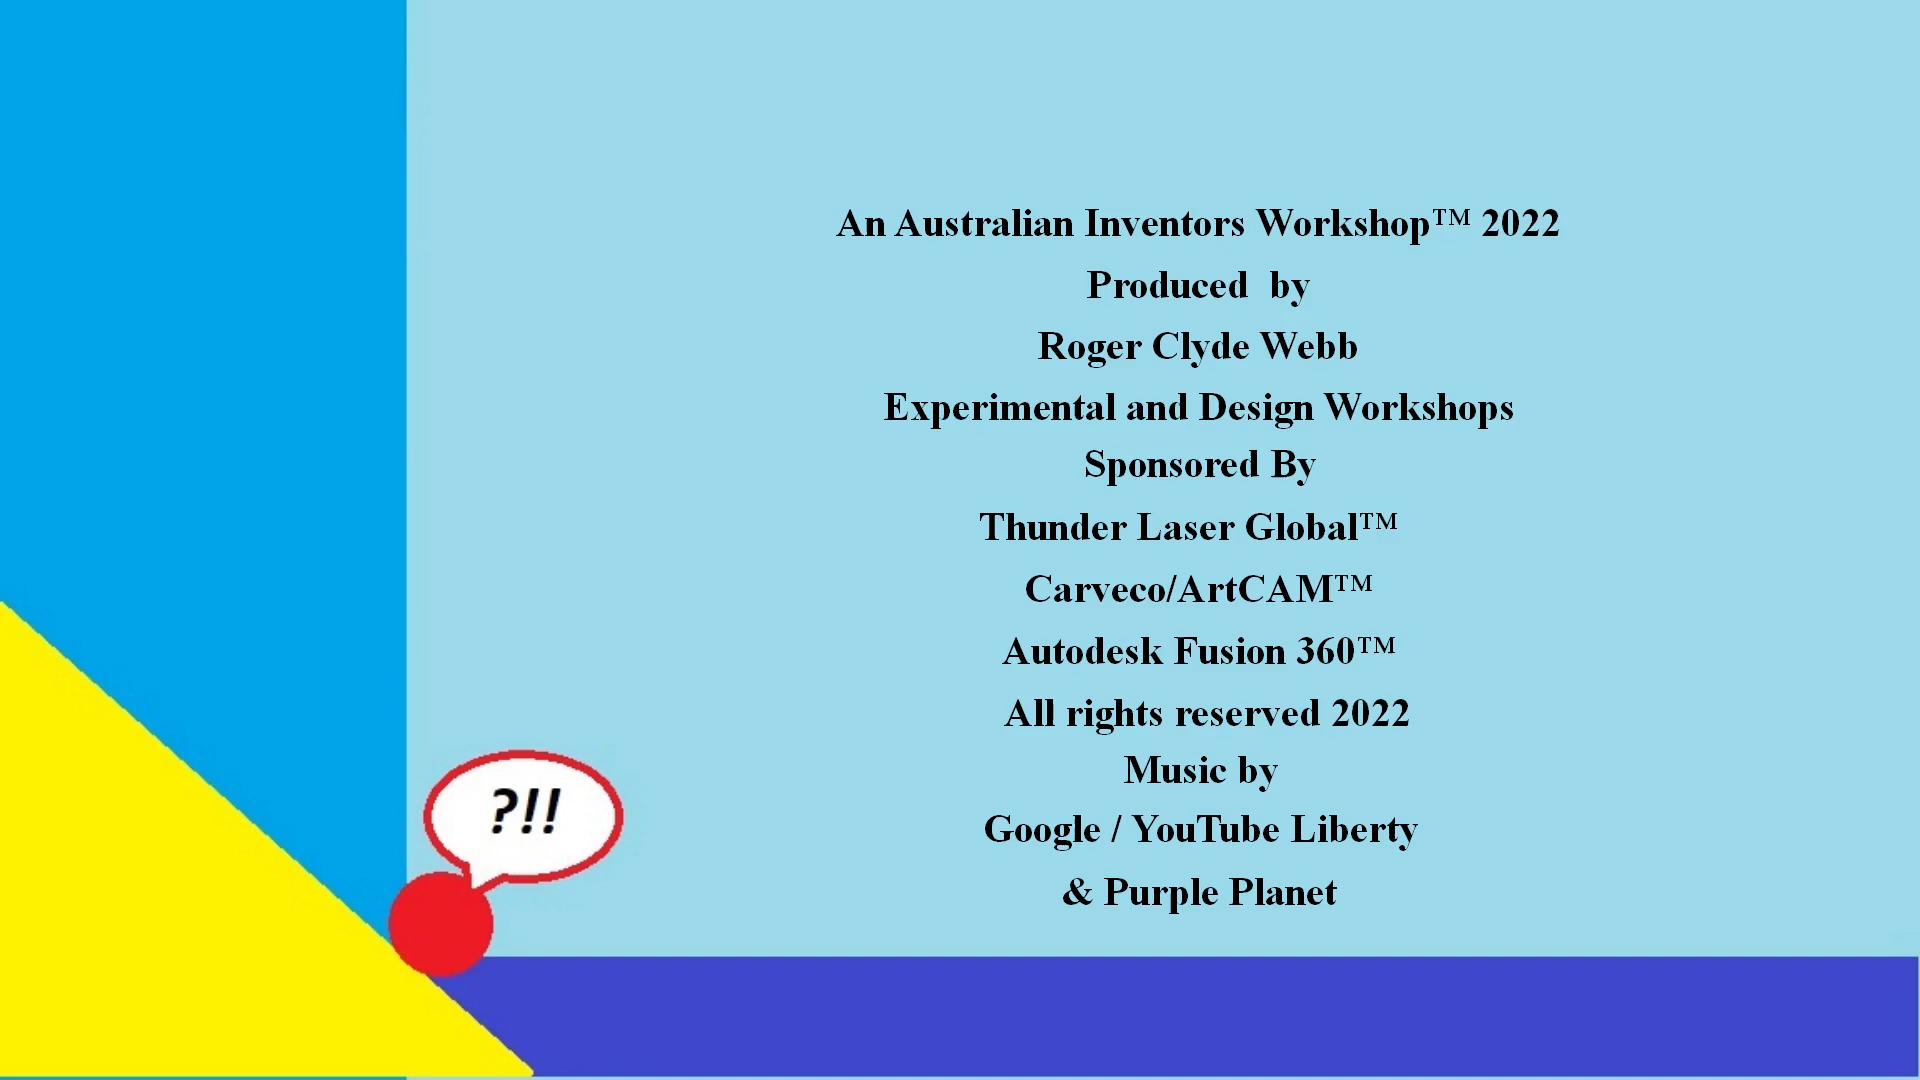 An Australian Inventors Workshop™ 2022
Produced  by
Roger Clyde Webb
Experimental and Design Workshops
Sponsored By
Thunder Laser Global™
Carveco/ArtCAM™
Autodesk Fusion 360™
All rights reserved 2022
Music by
Google / YouTube Liberty
& Purple Planet
?!!